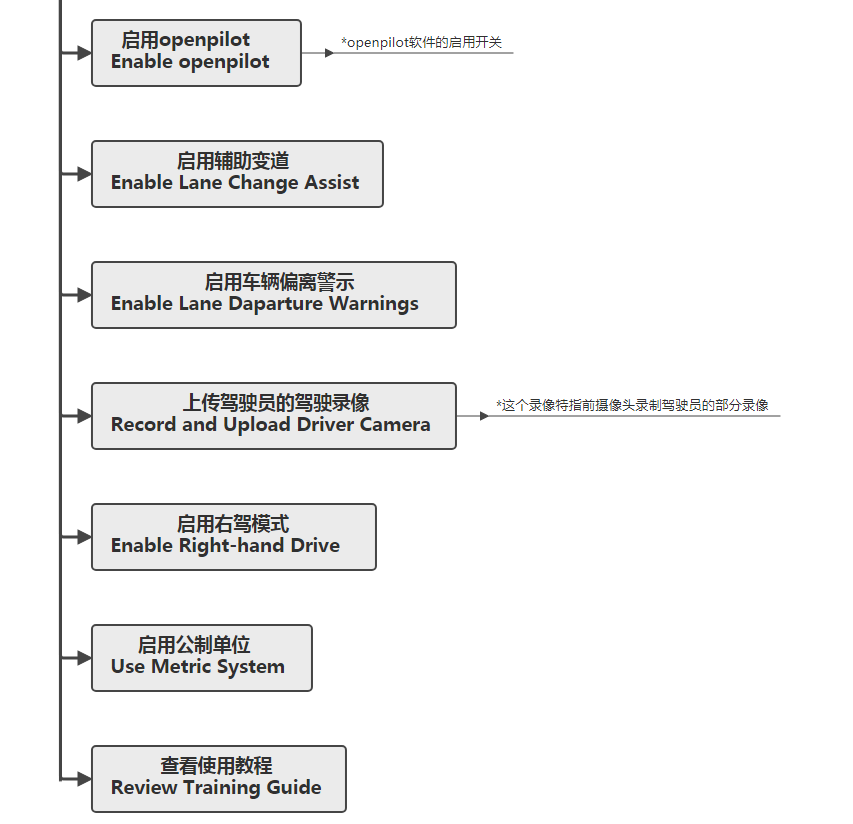 启用openpilot
Enable openpilot
*openpilot软件的启用开关
启用辅助变道
Enable Lane Change Assist
启用车辆偏离警示
Enable Lane Daparture Warnings
上传驾驶员的驾驶录像
Record and Upload Driver Camera
*这个录像特指前摄像头录制驾驶员的部分录像
启用右驾模式
Enable Right-hand Drive
启用公制单位
Use Metric System
查看使用教程
Review Training Guide